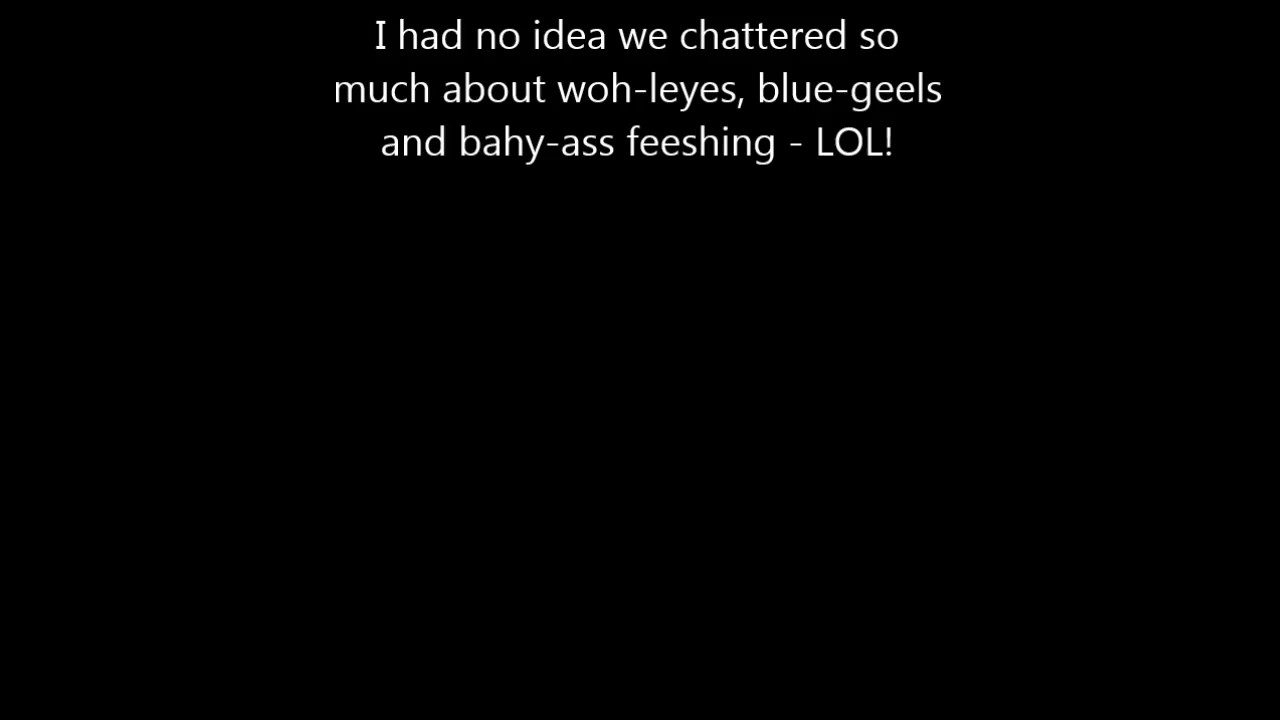 I had no idea we chattered so
much about woh-leyes, blue-geels
and bahy-ass feeshing - LOL!